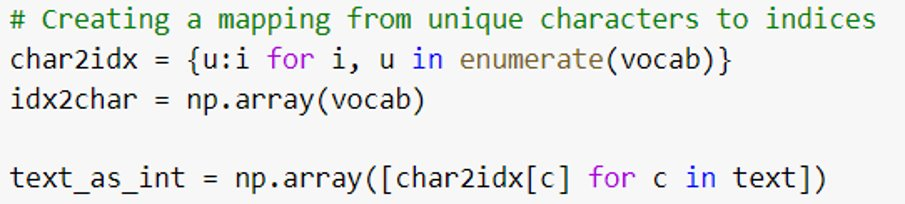 # Creating a mapping from unique characters to indices
char2idx = {u:i for i, u in enumerate(vocab)}
idx2char = np.array(vocab)
text_as_int = np.array([char2idx[c] for c in text])